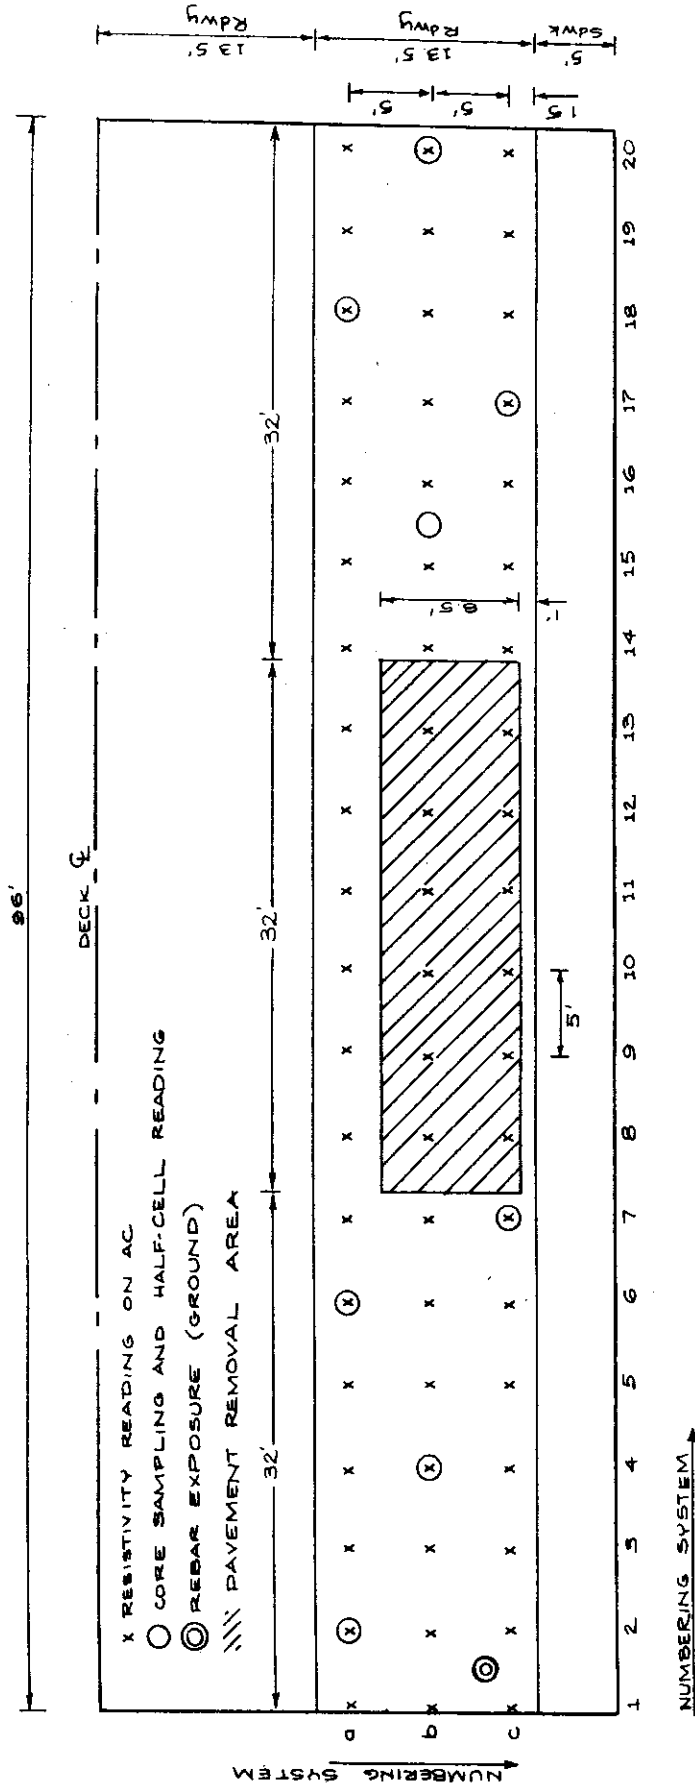 96'
DECK ℄
13.5'
Rdwy
13.5'
Rdwy
5'
Sdwk
x RESISTIVITY READING ON AC
CORE SAMPLING AND HALF-CELL READING
REBAR EXPOSURE (GROUND)
PAVEMENT REMOVAL AREA
32'
32'
32'
5'
5'
1.5
8.5'
1'
5'
a
b
c
1 2 3 4 5 6 7 8 9 10 11 12 13 14 15 16 17 18 19 20
NUMBERING SYSTEM
NUMBERING SYSTEM